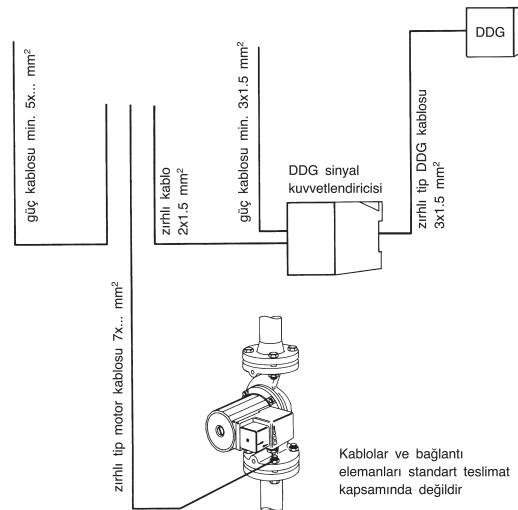 DDG
güç kablosu min. 5x... mm²
zırhlı kablo
2x1.5 mm²
güç kablosu min. 3x1.5 mm²
DDG sinyal
kuvvetlendiricisi
zırhlı tip DDG kablosu
3x1.5 mm²
zırhlı tip motor kablosu 7x... mm²
Kablolar ve bağlantı
elemanları standart teslimat
kapsamında değildir